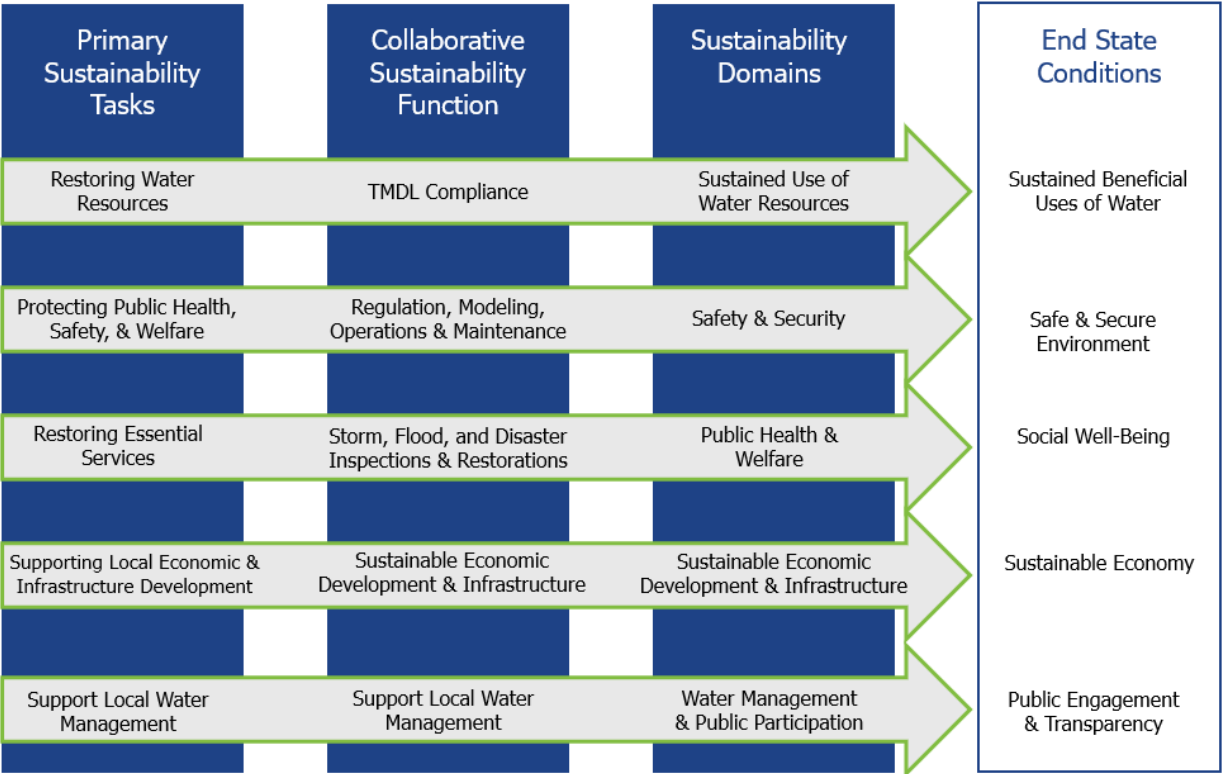 Primary
Sustainability
Tasks
Collaborative
Sustainability
Function
Sustainability
Domains
End State
Conditions
Restoring Water
Resources
TMDL Compliance
Sustained Use of
Water Resources
Sustained Beneficial
Uses of Water
Protecting Public Health,
Safety, & Welfare
Regulation, Modeling,
Operations & Maintenance
Safety & Security
Safe & Secure
Environment
Restoring Essential
Services
Storm, Flood, and Disaster
Inspections & Restorations
Public Health &
Welfare
Social Well-Being
Supporting Local Economic &
Infrastructure Development
Sustainable Economic
Development & Infrastructure
Sustainable Economic
Development & Infrastructure
Sustainable Economy
Support Local Water
Management
Support Local Water
Management
Water Management
& Public Participation
Public Engagement
& Transparency